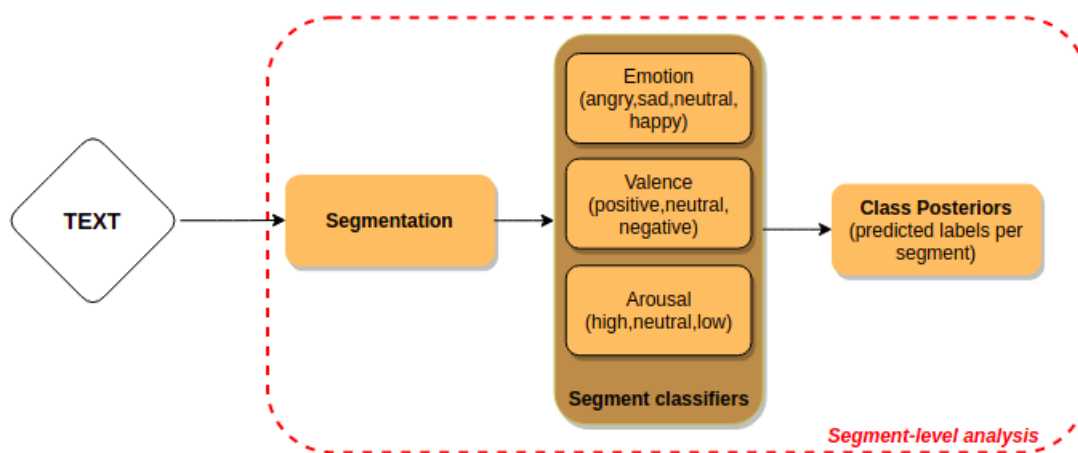 TEXT
Segmentation
Emotion
(angry,sad,neutral,
happy)
Valence
(positive,neutral,
negative)
Arousal
(high,neutral,low)
Segment classifiers
Class Posteriors
(predicted labels per
segment)
Segment-level analysis